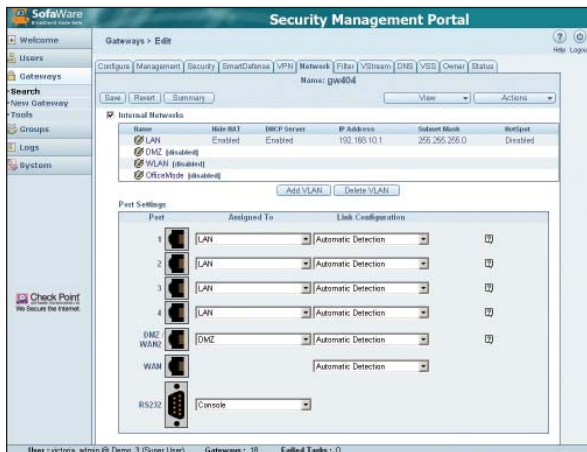 SofaWare
Security Management Portal
Welcome
Users
Gateways
Search
New Gateway
Tools
Groups
Logs
System
Check Point
We Secure the Internet.
Gateways > Edit
Help Logout
Configure Management Security SmartDefense VPN Network Filter VStream DNS VSS Owner Status
Name: gw404
Save Revert Summary View Actions
Internal Networks
Name Hide NAT DHCP Server IP Address Subnet Mask HotSpot
LAN Enabled Enabled 192.168.10.1 255.255.255.0 Disabled
DMZ [disabled]
WLAN [disabled]
OfficeMode [disabled]
Add VLAN Delete VLAN
Port Settings
Port Assigned To Link Configuration
1 LAN Automatic Detection
2 LAN Automatic Detection
3 LAN Automatic Detection
4 LAN Automatic Detection
DMZ / WAN2 DMZ Automatic Detection
WAN Automatic Detection
RS232 Console
User : victoria_admin @ Demo_3 (Super User) Gateways : 18 Failed Tasks : 0